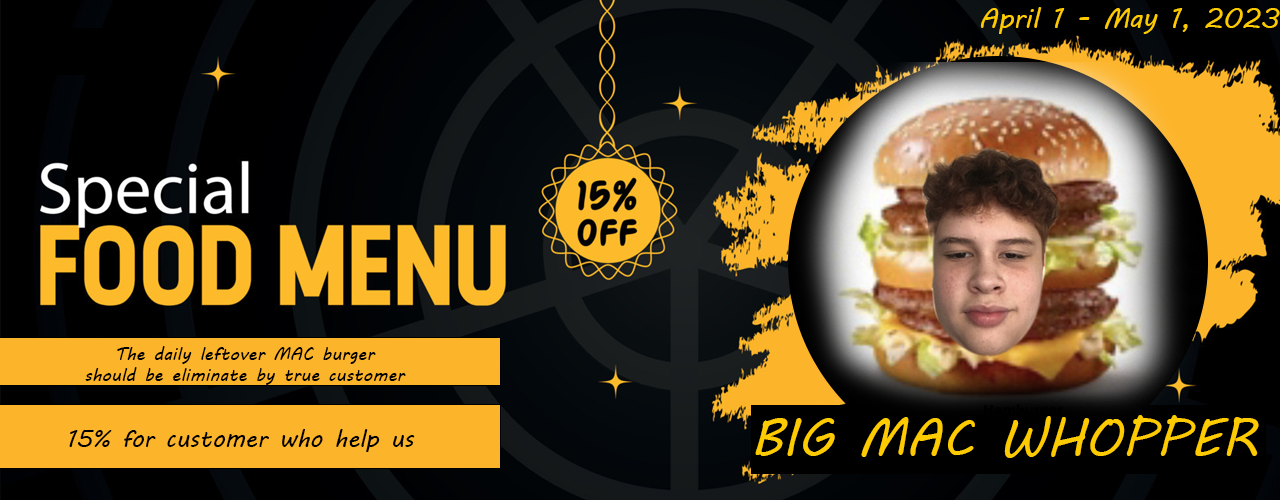 April 1 - May 1, 2023
Special
FOOD MENU
15%
OFF
The daily leftover MAC burger
should be eliminate by true customer
15% for customer who help us
BIG MAC WHOPPER